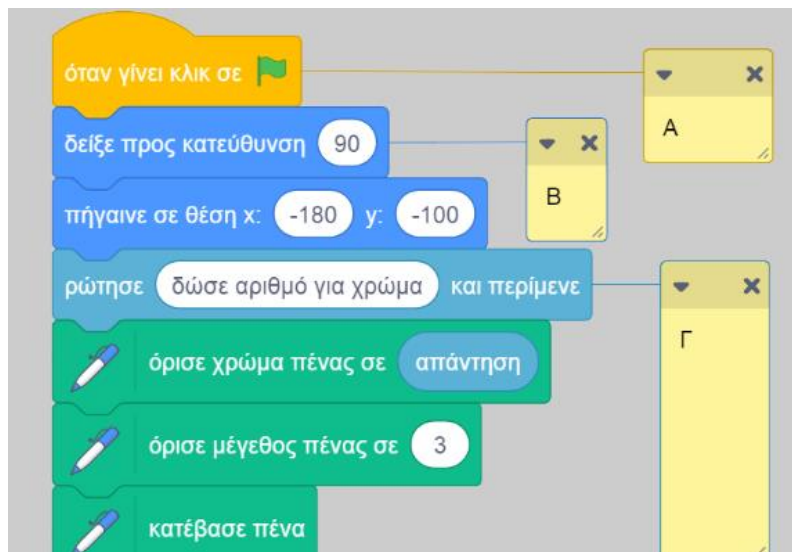 όταν γίνει κλικ σε
Α
δείξε προς κατεύθυνση 90
Β
πήγαινε σε θέση x: -180 y: -100
ρώτησε δώσε αριθμό για χρώμα και περίμενε
Γ
όρισε χρώμα πένας σε απάντηση
όρισε μέγεθος πένας σε 3
κατέβασε πένα